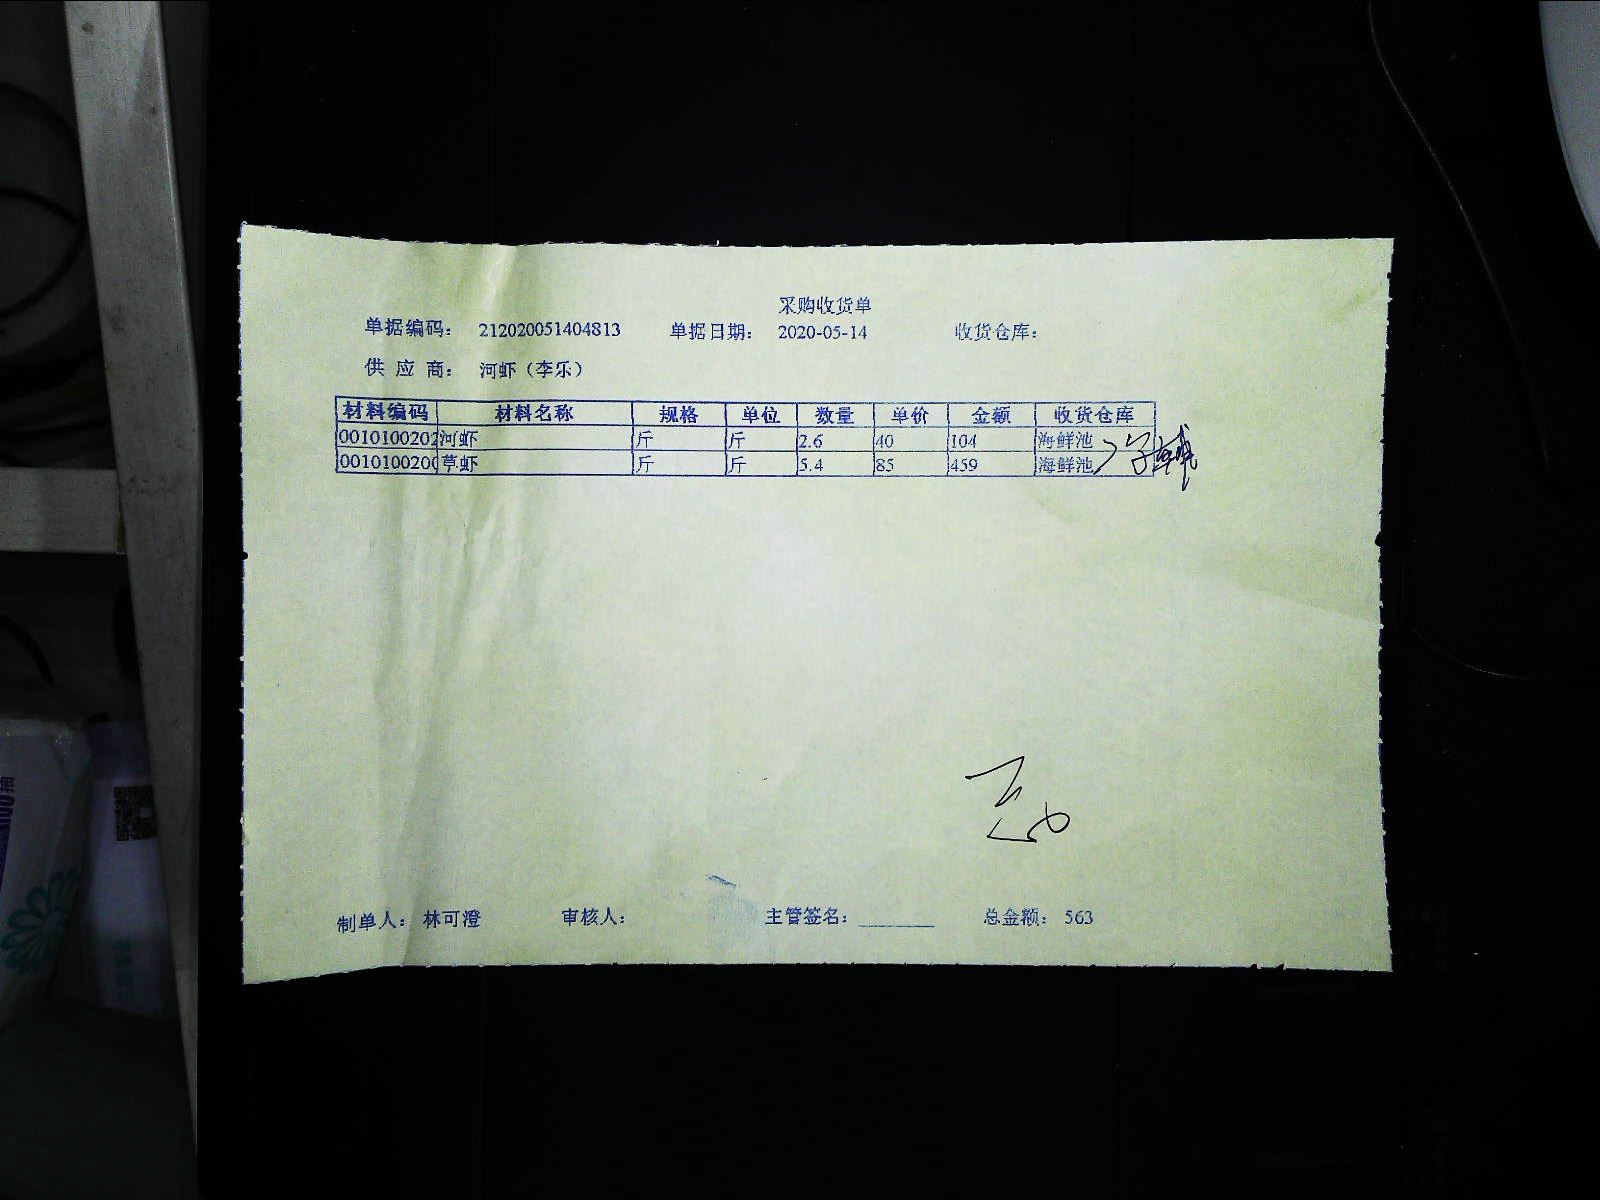 采购收货单
单据编码: 212020051404813 单据日期: 2020-05-14 收货仓库:
供 应 商: 河虾（李乐）
材料编码 材料名称 规格 单位 数量 单价 金额 收货仓库
0010100202 河虾 斤 斤 2.6 40 104 海鲜池
0010100200 草虾 斤 斤 5.4 85 459 海鲜池
制单人: 林可澄 审核人: 主管签名: 总金额: 563